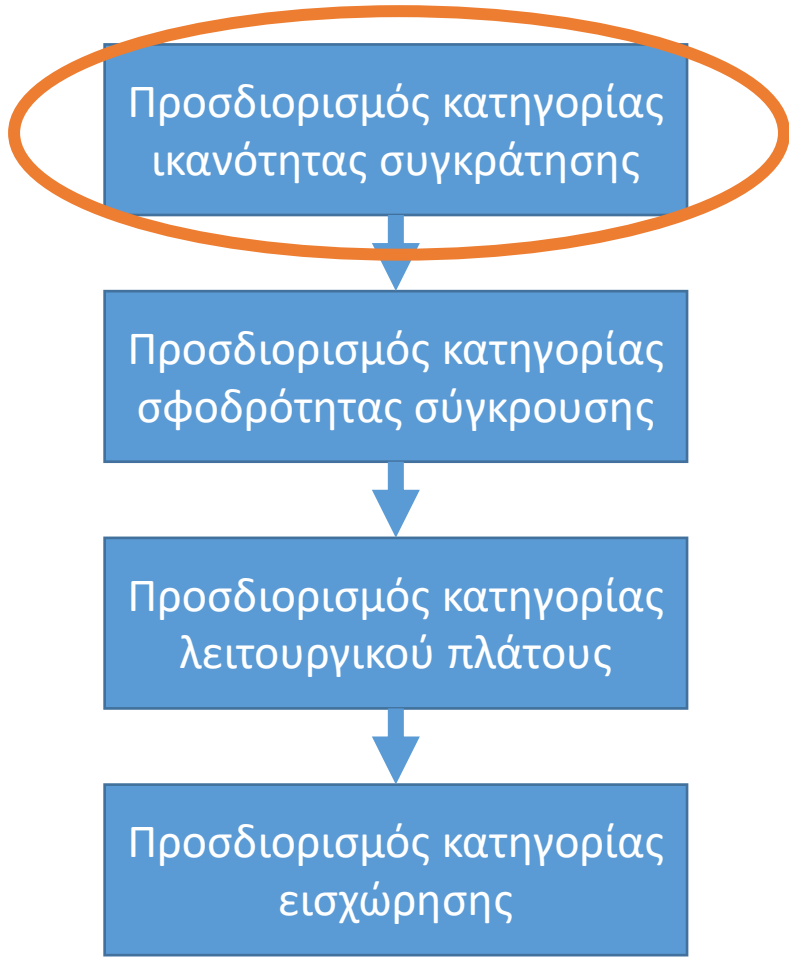 Προσδιορισμός κατηγορίας
ικανότητας συγκράτησης
Προσδιορισμός κατηγορίας
σφοδρότητας σύγκρουσης
Προσδιορισμός κατηγορίας
λειτουργικού πλάτους
Προσδιορισμός κατηγορίας
εισχώρησης